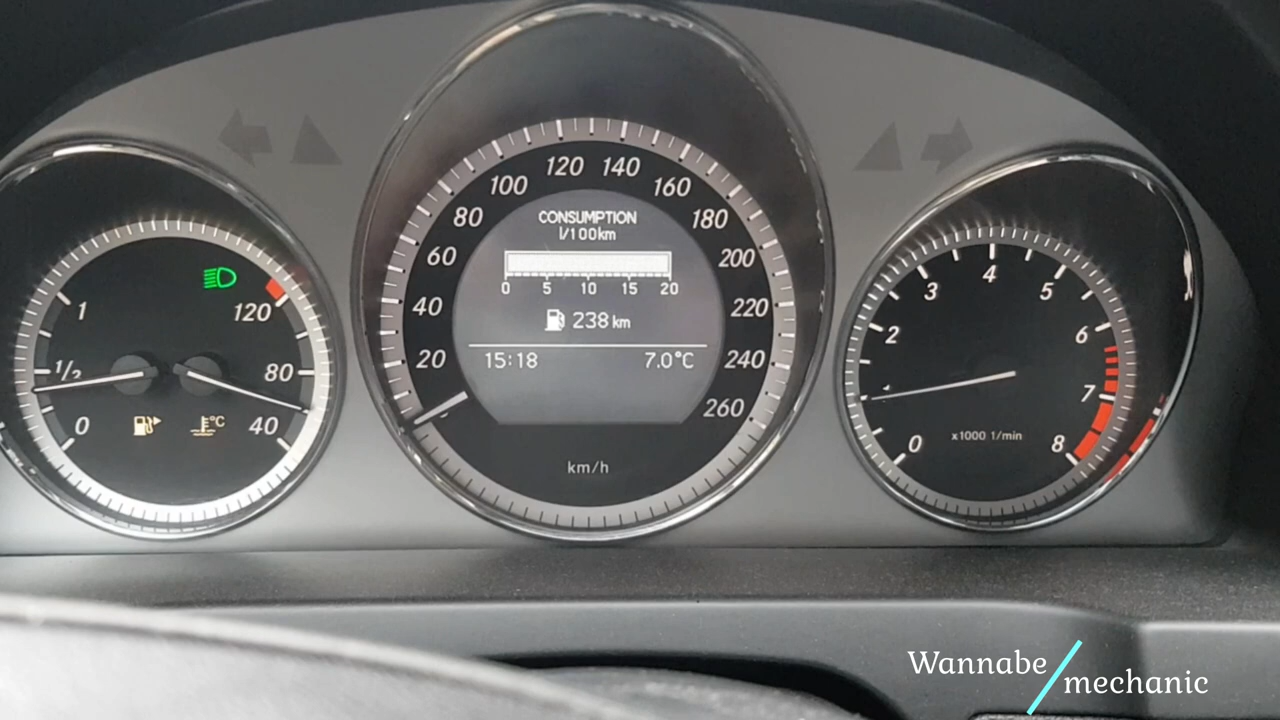 1
1/2
0
120
80
40
°C
20
40
60
80
100
120
140
160
180
200
220
240
260
CONSUMPTION
l/100km
0 5 10 15 20
238 km
15:18 7.0°C
km/h
0
1
2
3
4
5
6
7
8
x1000 1/min
Wannabe
mechanic